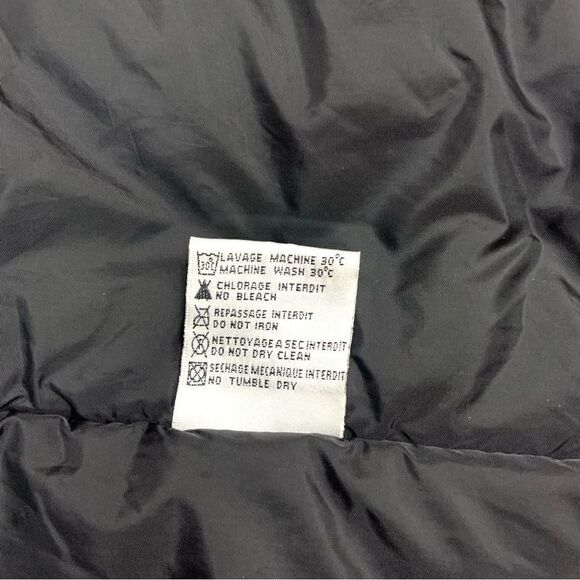 30°
LAVAGE MACHINE 30°C
MACHINE WASH 30°C
CHLORAGE INTERDIT
NO BLEACH
REPASSAGE INTERDIT
DO NOT IRON
NETTOYAGE A SEC INTERDIT
DO NOT DRY CLEAN
SECHAGE MECANIQUE INTERDIT
NO TUMBLE DRY